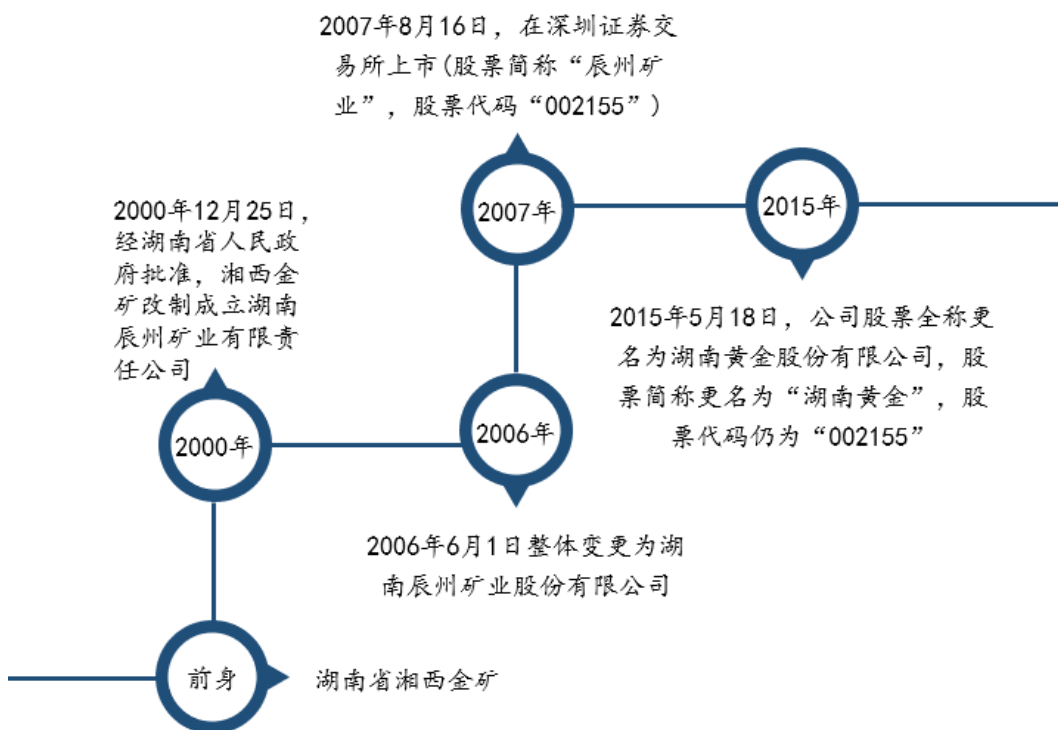 2007年8月16日，在深圳证券交
易所上市(股票简称“辰州矿
业”，股票代码“002155”)
2007年
2015年
2000年12月25日，
经湖南省人民政
府批准，湘西金
矿改制成立湖南
辰州矿业有限责
任公司
2015年5月18日，公司股票全称更
名为湖南黄金股份有限公司，股
票简称更名为“湖南黄金”，股
票代码仍为“002155”
2000年
2006年
2006年6月1日整体变更为湖
南辰州矿业股份有限公司
前身
湖南省湘西金矿